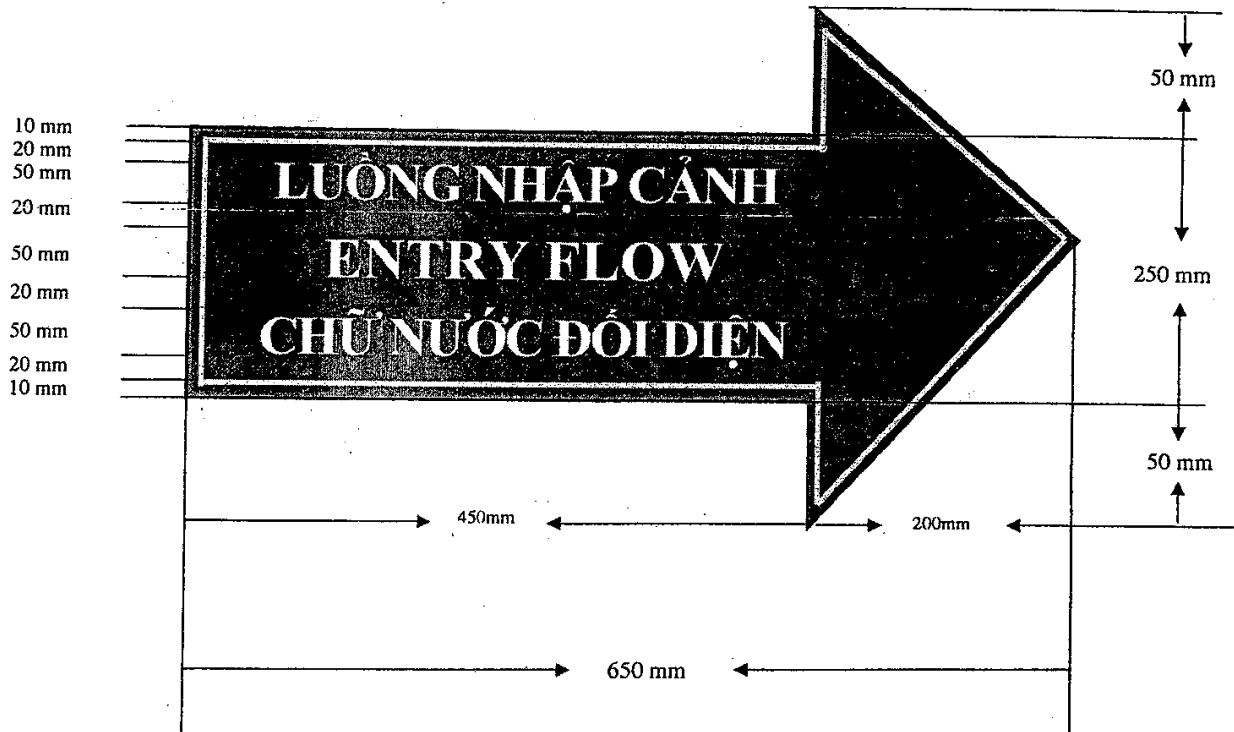 50 mm
10 mm
20 mm
50 mm
20 mm
50 mm
20 mm
50 mm
20 mm
10 mm
LUỒNG NHẬP CẢNH
ENTRY FLOW
CHỮ NƯỚC ĐỐI DIỆN
250 mm
50 mm
450mm
200mm
650 mm